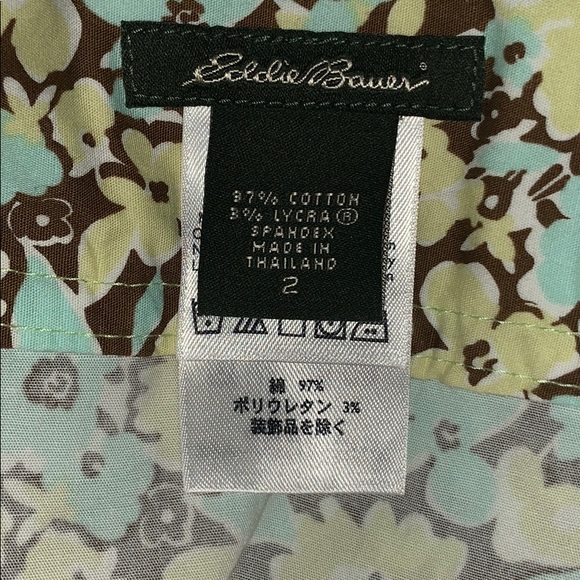 Eddie Bauer®
97% COTTON
3% LYCRA®
SPANDEX
MADE IN
THAILAND
2
綿 97%
ポリウレタン 3%
装飾品を除く